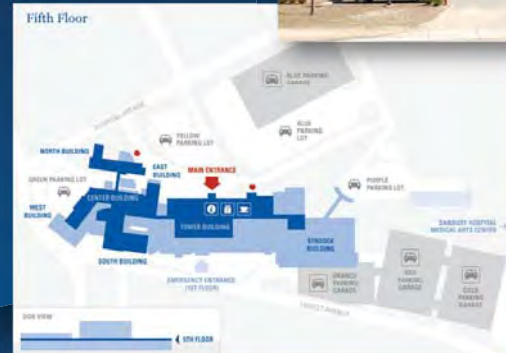 Fifth Floor
BLUE PARKING
GARAGE
HOSPITAL AVENUE
YELLOW
PARKING LOT
BLUE
PARKING
LOT
NORTH BUILDING
EAST
BUILDING
MAIN ENTRANCE
GREEN PARKING LOT
CENTER BUILDING
PURPLE
PARKING LOT
WEST
BUILDING
TOWER BUILDING
DANBURY HOSPITAL
MEDICAL ARTS CENTER
SOUTH BUILDING
STROOCK
BUILDING
EMERGENCY ENTRANCE
(1ST FLOOR)
ORANGE
PARKING
GARAGE
RED
PARKING
GARAGE
GOLD
PARKING
GARAGE
SIDE VIEW
5TH FLOOR